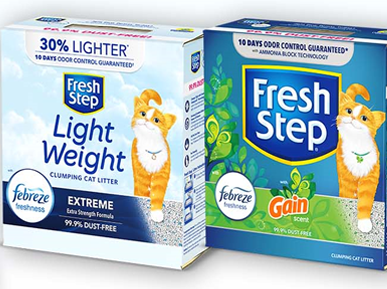 30% LIGHTER*
10 DAYS ODOR CONTROL GUARANTEED*
Fresh
Step
Light
Weight
CLUMPING CAT LITTER
febreze
freshness
EXTREME
Extra Strength Formula
99.9% DUST-FREE
10 DAYS ODOR CONTROL GUARANTEED*
with AMMONIA BLOCK TECHNOLOGY
Fresh
Step
febreze
freshness
Gain
scent
99.9% DUST-FREE
CLUMPING CAT LITTER